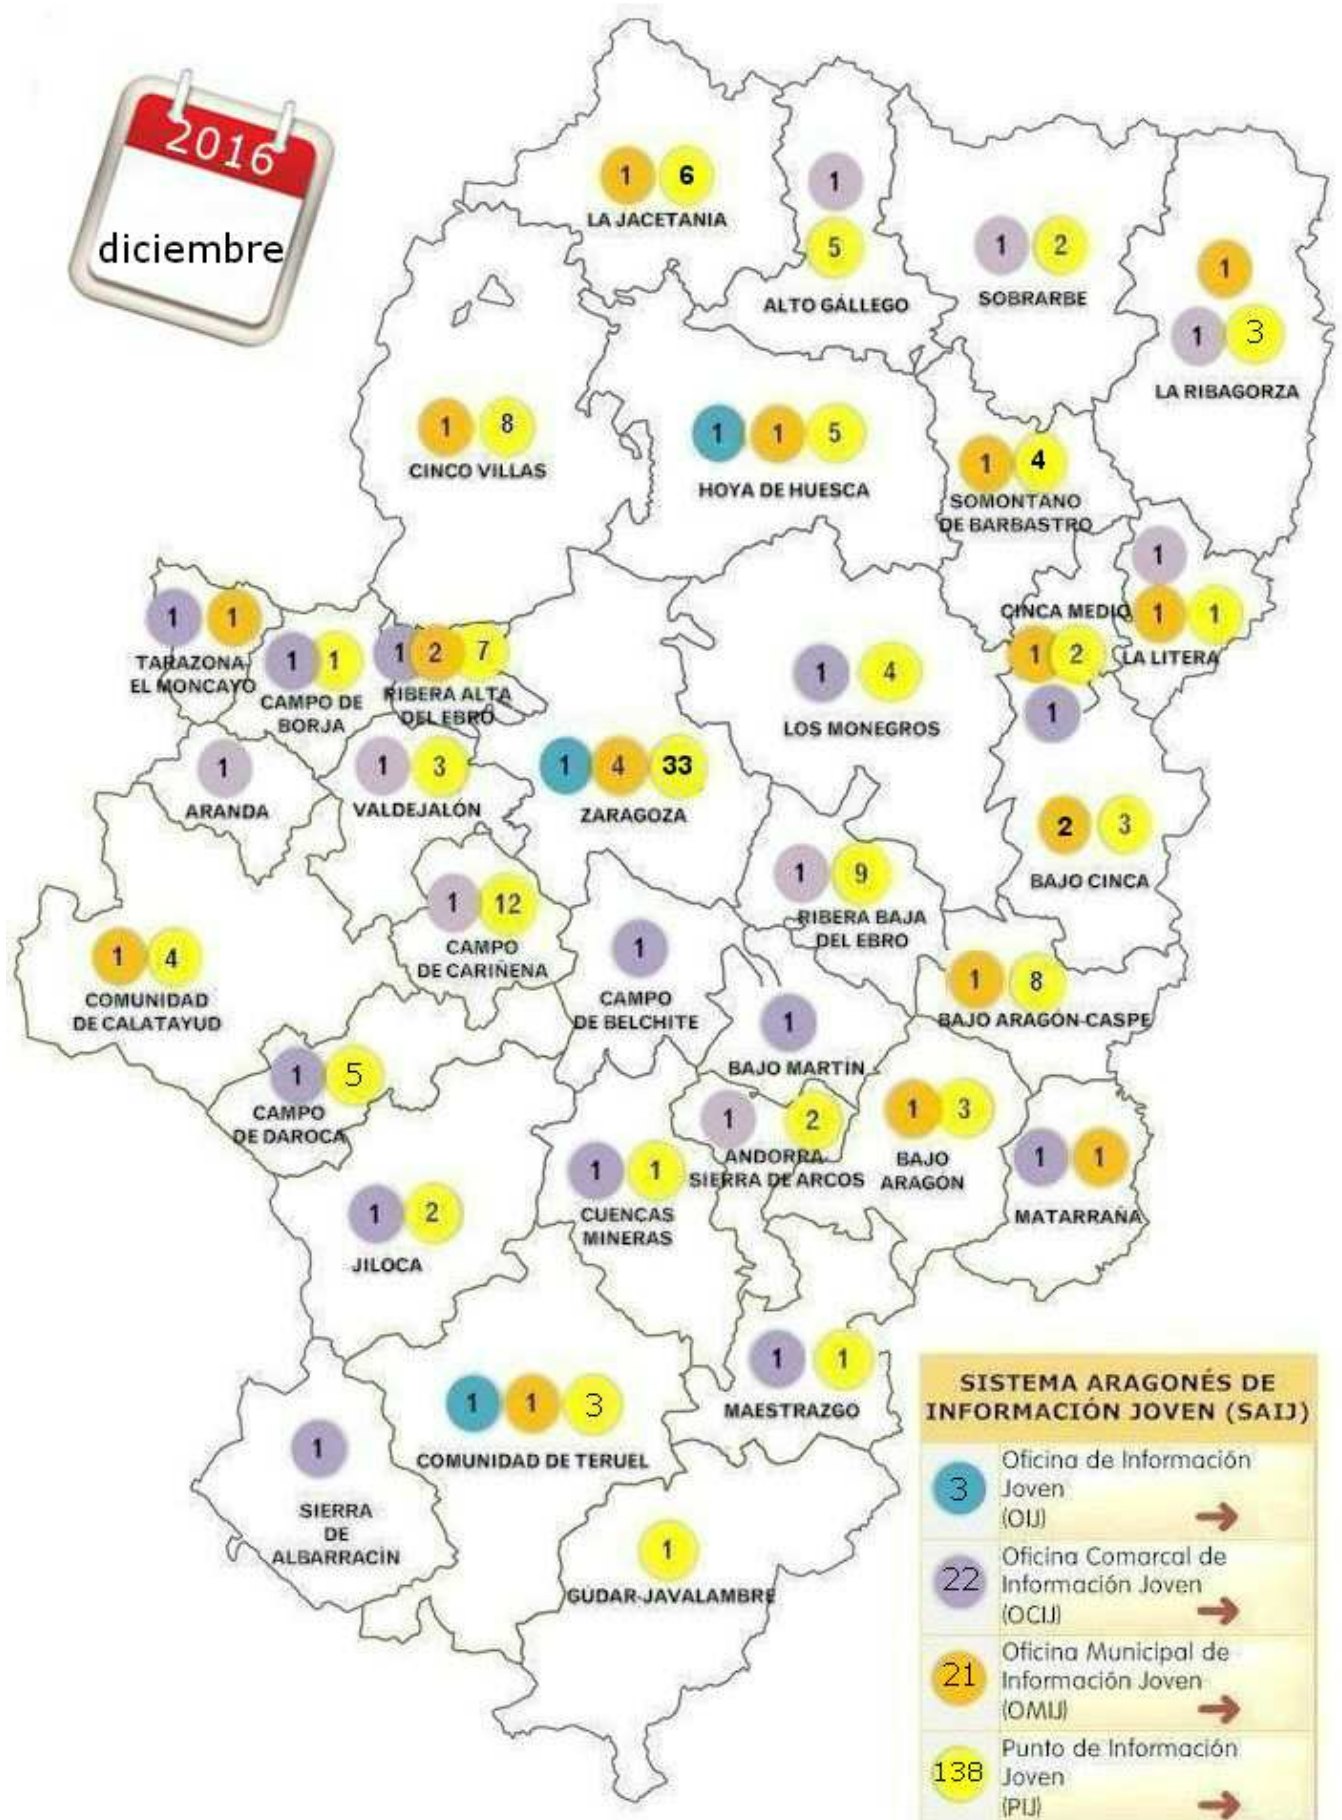 2016
diciembre
1 6
LA JACETANIA
1
5
ALTO GÁLLEGO
1 2
SOBRARBE
1
1 3
LA RIBAGORZA
1 8
CINCO VILLAS
1 1 5
HOYA DE HUESCA
1 4
SOMONTANO
DE BARBASTRO
1
1 1
LA LITERA
CINCA MEDIO
1 2
1
1 1
TARAZONA-
EL MONCAYO
1 1
CAMPO DE
BORJA
1 2 7
RIBERA ALTA
DEL EBRO
1 4
LOS MONEGROS
1
ARANDA
1 3
VALDEJALÓN
1 4 33
ZARAGOZA
2 3
BAJO CINCA
1 9
RIBERA BAJA
DEL EBRO
1 12
CAMPO
DE CARIÑENA
1 4
COMUNIDAD
DE CALATAYUD
1
CAMPO
DE BELCHITE
1 8
BAJO ARAGÓN-CASPE
1
BAJO MARTÍN
1 5
CAMPO
DE DAROCA
1 2
ANDORRA-
SIERRA DE ARCOS
1 3
BAJO
ARAGÓN
1 1
MATARRAÑA
1 1
CUENCAS
MINERAS
1 2
JILOCA
1 1
MAESTRAZGO
1 1 3
COMUNIDAD DE TERUEL
1
SIERRA
DE
ALBARRACÍN
1
GÚDAR-JAVALAMBRE
SISTEMA ARAGONÉS DE
INFORMACIÓN JOVEN (SAIJ)
3
Oficina de Información
Joven
(OIJ)
22
Oficina Comarcal de
Información Joven
(OCIJ)
21
Oficina Municipal de
Información Joven
(OMIJ)
138
Punto de Información
Joven
(PIJ)